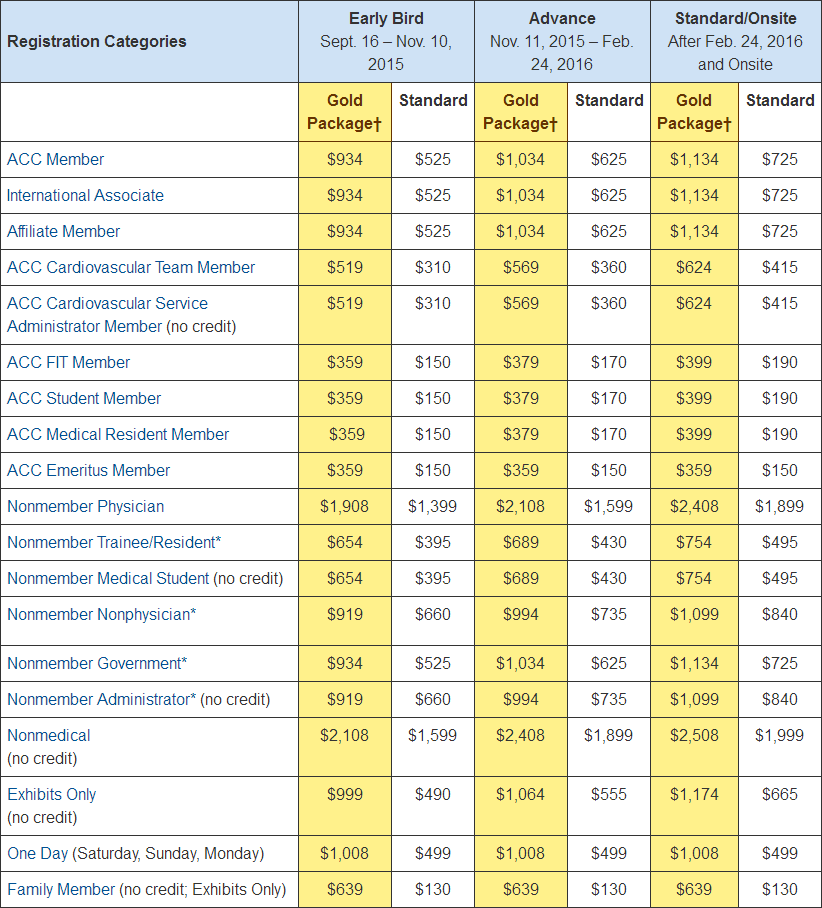 Registration Categories
Early Bird
Sept. 16 – Nov. 10,
2015
Advance
Nov. 11, 2015 – Feb.
24, 2016
Standard/Onsite
After Feb. 24, 2016
and Onsite
Gold
Package†
Standard
Gold
Package†
Standard
Gold
Package†
Standard
ACC Member $934 $525 $1,034 $625 $1,134 $725
International Associate $934 $525 $1,034 $625 $1,134 $725
Affiliate Member $934 $525 $1,034 $625 $1,134 $725
ACC Cardiovascular Team Member $519 $310 $569 $360 $624 $415
ACC Cardiovascular Service $519 $310 $569 $360 $624 $415
Administrator Member (no credit)
ACC FIT Member $359 $150 $379 $170 $399 $190
ACC Student Member $359 $150 $379 $170 $399 $190
ACC Medical Resident Member $359 $150 $379 $170 $399 $190
ACC Emeritus Member $359 $150 $359 $150 $359 $150
Nonmember Physician $1,908 $1,399 $2,108 $1,599 $2,408 $1,899
Nonmember Trainee/Resident* $654 $395 $689 $430 $754 $495
Nonmember Medical Student (no credit) $654 $395 $689 $430 $754 $495
Nonmember Nonphysician* $919 $660 $994 $735 $1,099 $840
Nonmember Government* $934 $525 $1,034 $625 $1,134 $725
Nonmember Administrator* (no credit) $919 $660 $994 $735 $1,099 $840
Nonmedical $2,108 $1,599 $2,408 $1,899 $2,508 $1,999
(no credit)
Exhibits Only $999 $490 $1,064 $555 $1,174 $665
(no credit)
One Day (Saturday, Sunday, Monday) $1,008 $499 $1,008 $499 $1,008 $499
Family Member (no credit; Exhibits Only) $639 $130 $639 $130 $639 $130